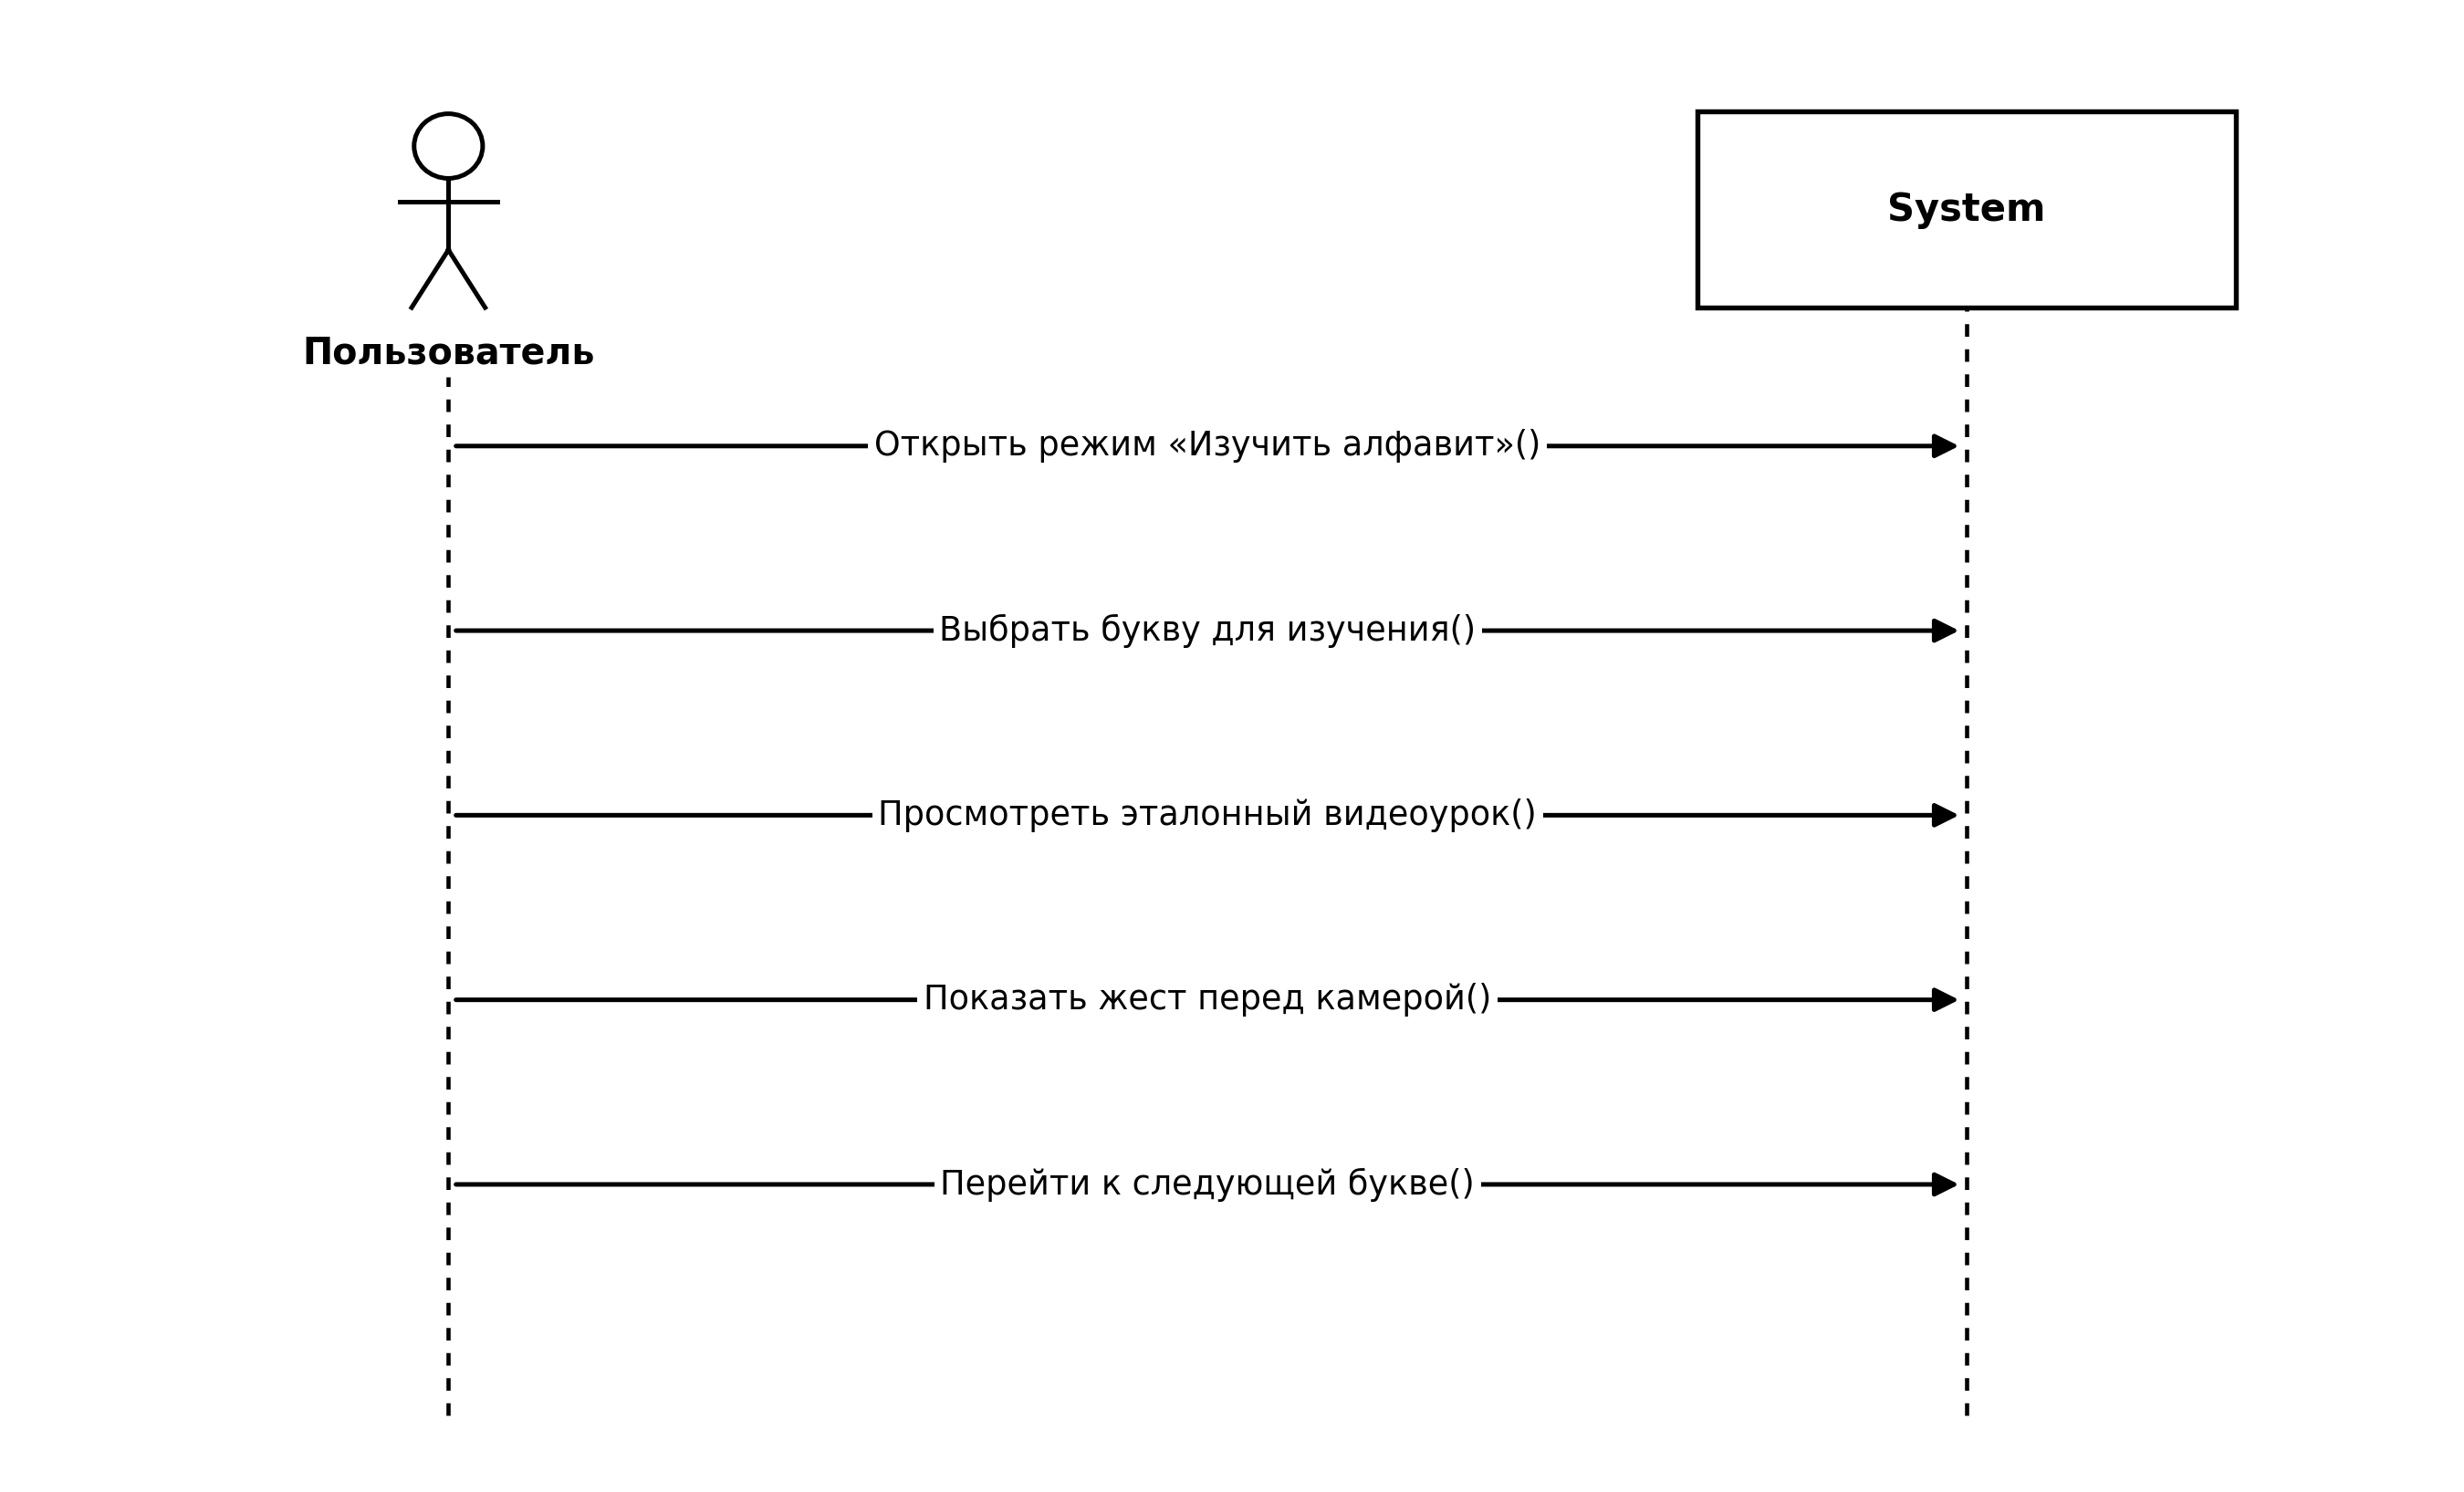 System
Пользователь
Открыть режим «Изучить алфавит»()
Выбрать букву для изучения()
Просмотреть эталонный видеоурок()
Показать жест перед камерой()
Перейти к следующей букве()